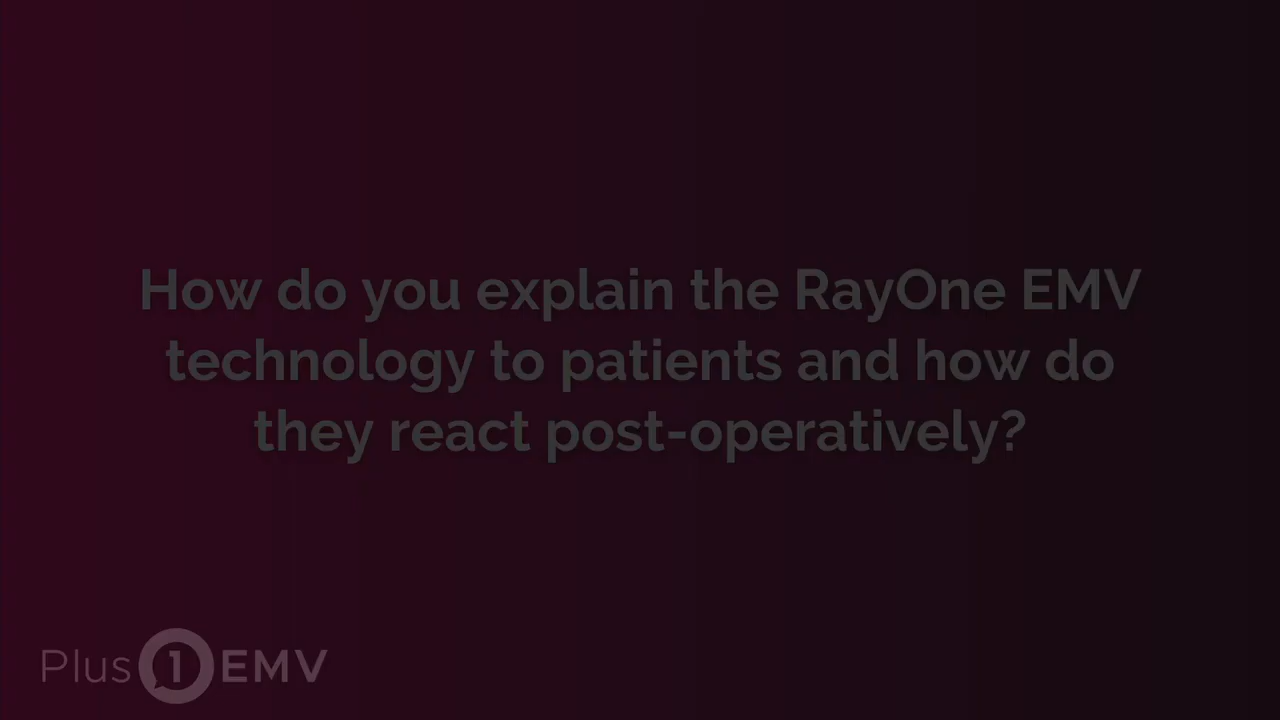 How do you explain the RayOne EMV
technology to patients and how do
they react post-operatively?
Plus 1 EMV